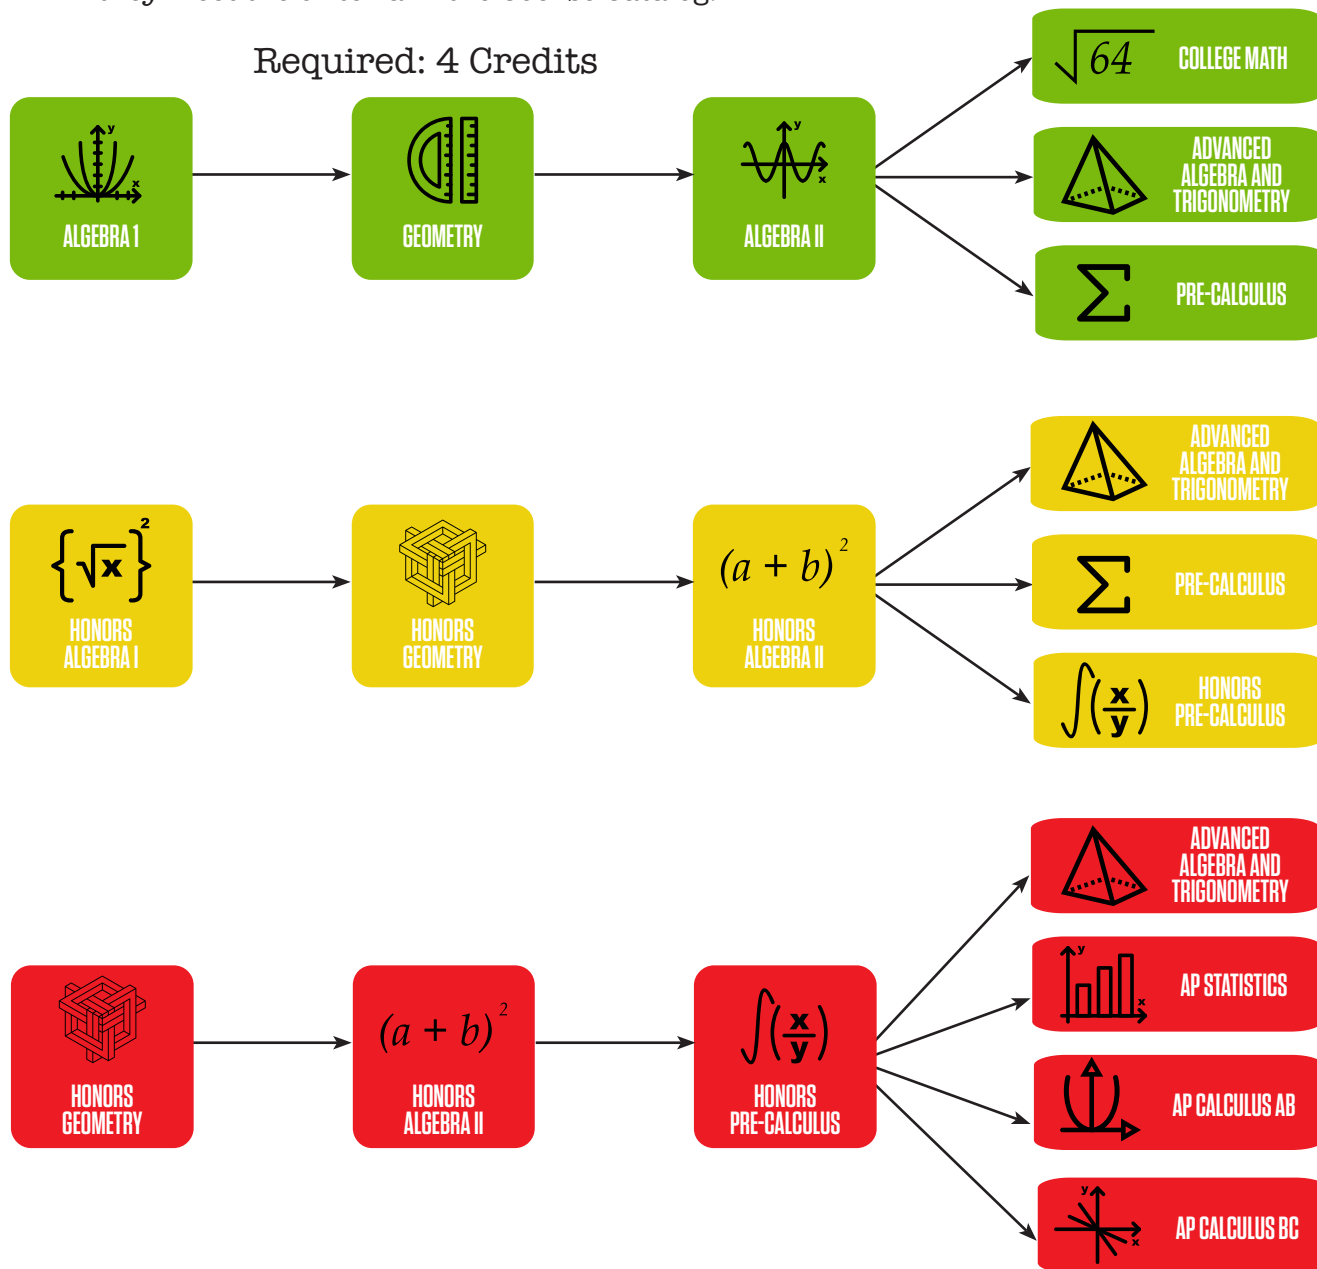 Required: 4 Credits
√64
COLLEGE MATH
y
x
ALGEBRA 1
GEOMETRY
y
x
ALGEBRA II
ADVANCED
ALGEBRA AND
TRIGONOMETRY
Σ
PRE-CALCULUS
ADVANCED
ALGEBRA AND
TRIGONOMETRY
{√x}²
HONORS
ALGEBRA I
HONORS
GEOMETRY
(a + b)²
HONORS
ALGEBRA II
Σ
PRE-CALCULUS
∫(x/y)
HONORS
PRE-CALCULUS
ADVANCED
ALGEBRA AND
TRIGONOMETRY
HONORS
GEOMETRY
(a + b)²
HONORS
ALGEBRA II
∫(x/y)
HONORS
PRE-CALCULUS
y
x
AP STATISTICS
AP CALCULUS AB
y
x
AP CALCULUS BC